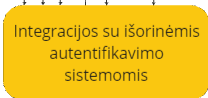 Integracijos su išorinėmis
autentifikavimo
sistemomis